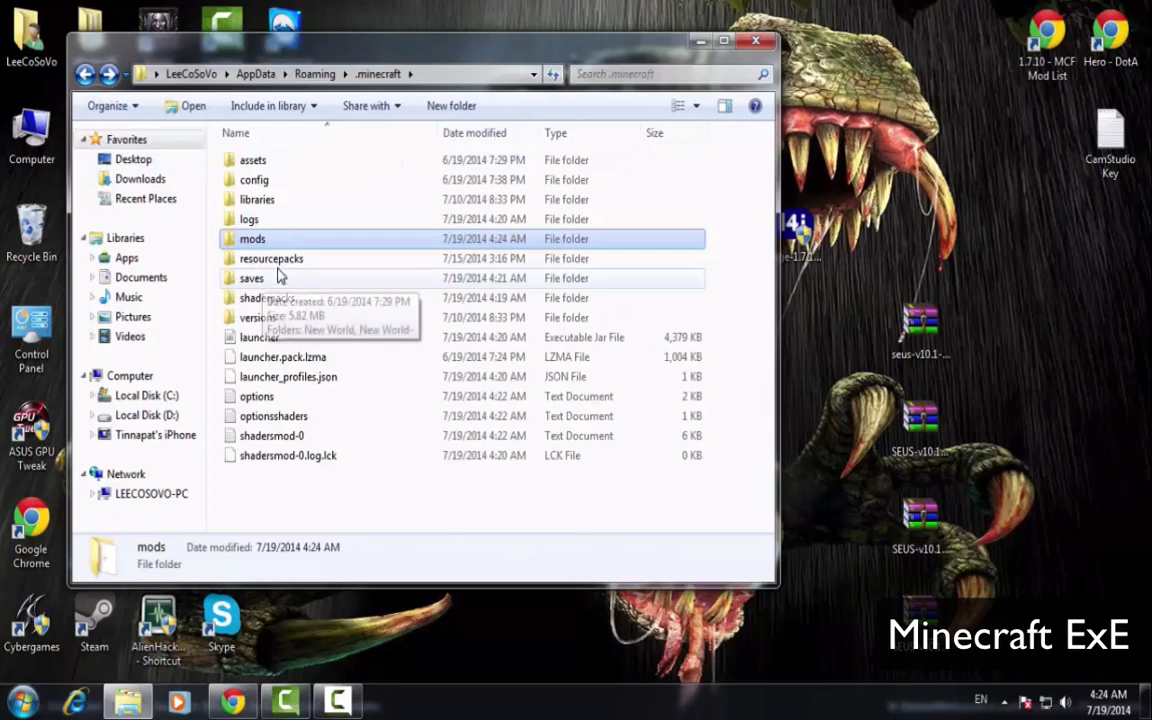 LeeCoSoVo
Computer
Recycle Bin
Control
Panel
ASUS GPU
Tweak
Google
Chrome
Cybergames
Steam
AlienHack...
- Shortcut
Skype
LeeCoSoVo
AppData
Roaming
.minecraft
Search .minecraft
Organize
Open
Include in library
Share with
New folder
Favorites
Desktop
Downloads
Recent Places
Libraries
Apps
Documents
Music
Pictures
Videos
Computer
Local Disk (C:)
Local Disk (D:)
Tinnapat's iPhone
Network
LEECOSOVO-PC
Name Date modified Type Size
assets 6/19/2014 7:29 PM File folder
config 6/19/2014 7:38 PM File folder
libraries 7/10/2014 8:33 PM File folder
logs 7/19/2014 4:20 AM File folder
mods 7/19/2014 4:24 AM File folder
resourcepacks 7/15/2014 3:16 PM File folder
saves 7/19/2014 4:21 AM File folder
7/19/2014 4:19 AM File folder
7/10/2014 8:33 PM File folder
7/19/2014 4:20 AM Executable Jar File 4,379 KB
launcher.pack.lzma 6/19/2014 7:24 PM LZMA File 1,004 KB
launcher_profiles.json 7/19/2014 4:20 AM JSON File 1 KB
options 7/19/2014 4:22 AM Text Document 2 KB
optionsshaders 7/19/2014 4:22 AM Text Document 1 KB
shadersmod-0 7/19/2014 4:22 AM Text Document 6 KB
shadersmod-0.log.lck 7/19/2014 4:20 AM LCK File 0 KB
Date created: 6/19/2014 7:29 PM
Size: 5.82 MB
Folders: New World, New World-
mods Date modified: 7/19/2014 4:24 AM
File folder
1.7.10 - MCF
Mod List
Hero - DotA
CamStudio
Key
seus-v10.1-...
SEUS-v10.1...
SEUS-v10.1...
Minecraft ExE
EN
4:24 AM
7/19/2014